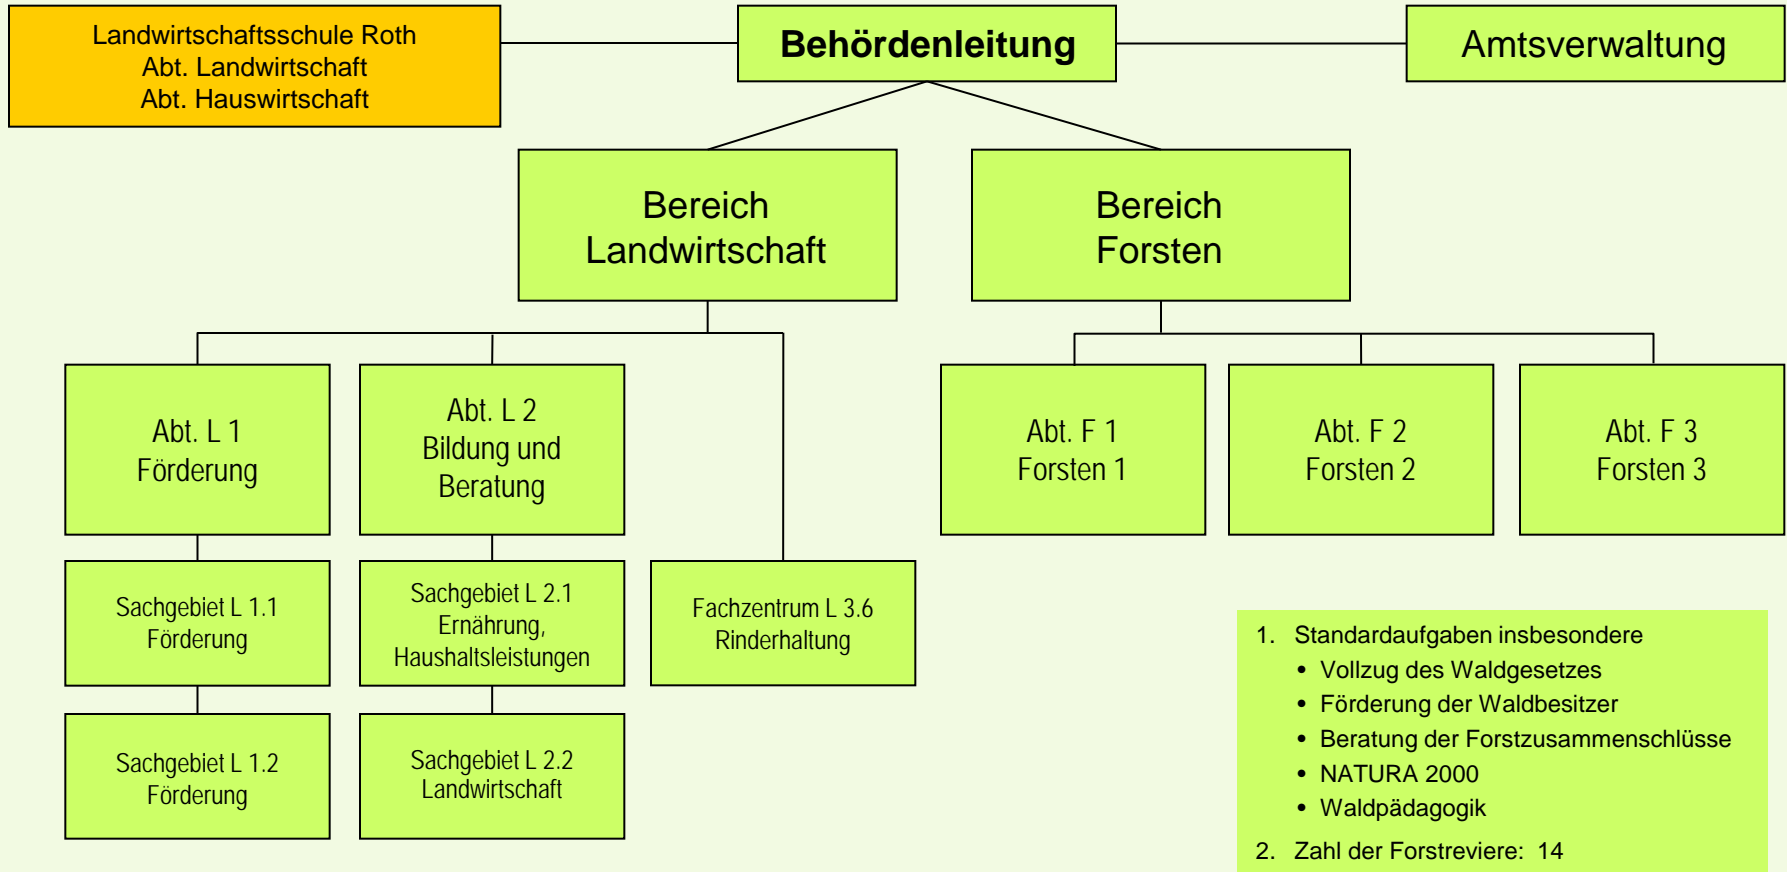 Landwirtschaftsschule Roth
Abt. Landwirtschaft
Abt. Hauswirtschaft
Behördenleitung
Amtsverwaltung
Bereich
Landwirtschaft
Bereich
Forsten
Abt. L 1
Förderung
Abt. L 2
Bildung und
Beratung
Abt. F 1
Forsten 1
Abt. F 2
Forsten 2
Abt. F 3
Forsten 3
Sachgebiet L 1.1
Förderung
Sachgebiet L 2.1
Ernährung,
Haushaltsleistungen
Fachzentrum L 3.6
Rinderhaltung
Sachgebiet L 1.2
Förderung
Sachgebiet L 2.2
Landwirtschaft
1. Standardaufgaben insbesondere
• Vollzug des Waldgesetzes
• Förderung der Waldbesitzer
• Beratung der Forstzusammenschlüsse
• NATURA 2000
• Waldpädagogik
2. Zahl der Forstreviere: 14